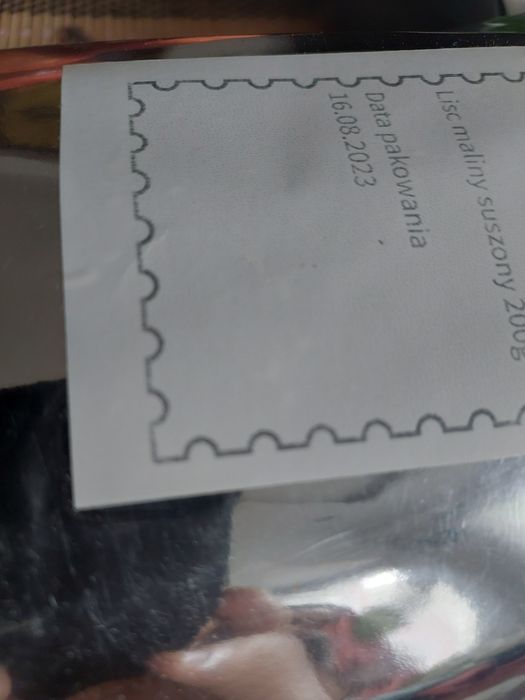 Lisc maliny suszony 200g
Data pakowania
16.08.2023